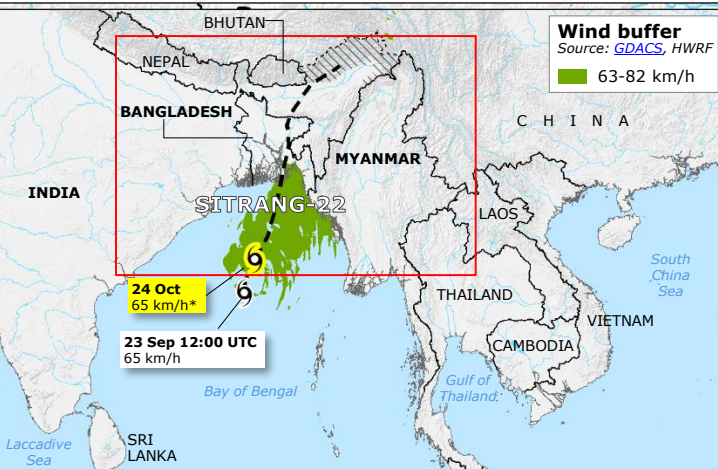 BHUTAN
NEPAL
Wind buffer
Source: GDACS, HWRF
63-82 km/h
BANGLADESH
C H I N A
MYANMAR
INDIA
SITRANG-22
LAOS
24 Oct
65 km/h*
South
China
Sea
THAILAND
23 Sep 12:00 UTC
65 km/h
VIETNAM
CAMBODIA
Bay of Bengal
Gulf of
Thailand
Laccadive
Sea
SRI
LANKA